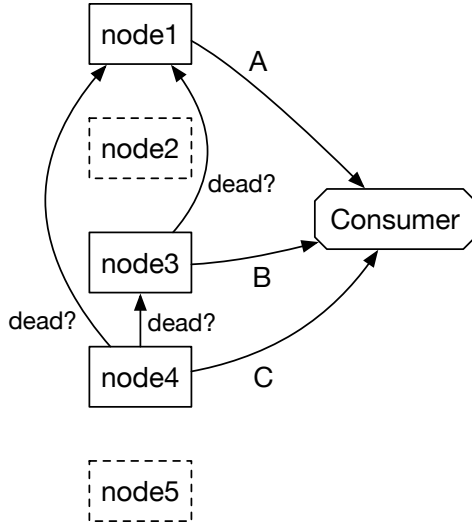 node1
A
node2
dead?
Consumer
node3
B
dead?
dead?
node4
C
node5